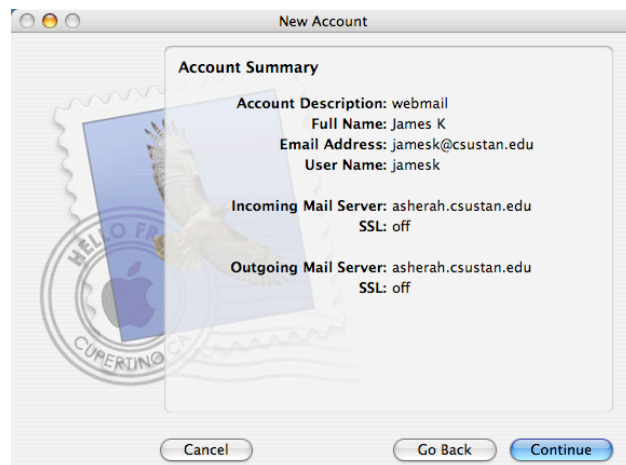 New Account
Account Summary
Account Description: webmail
Full Name: James K
Email Address: jamesk@csustan.edu
User Name: jamesk
Incoming Mail Server: asherah.csustan.edu
SSL: off
Outgoing Mail Server: asherah.csustan.edu
SSL: off
HELLO FR
CUPERTINO CA
Cancel
Go Back
Continue